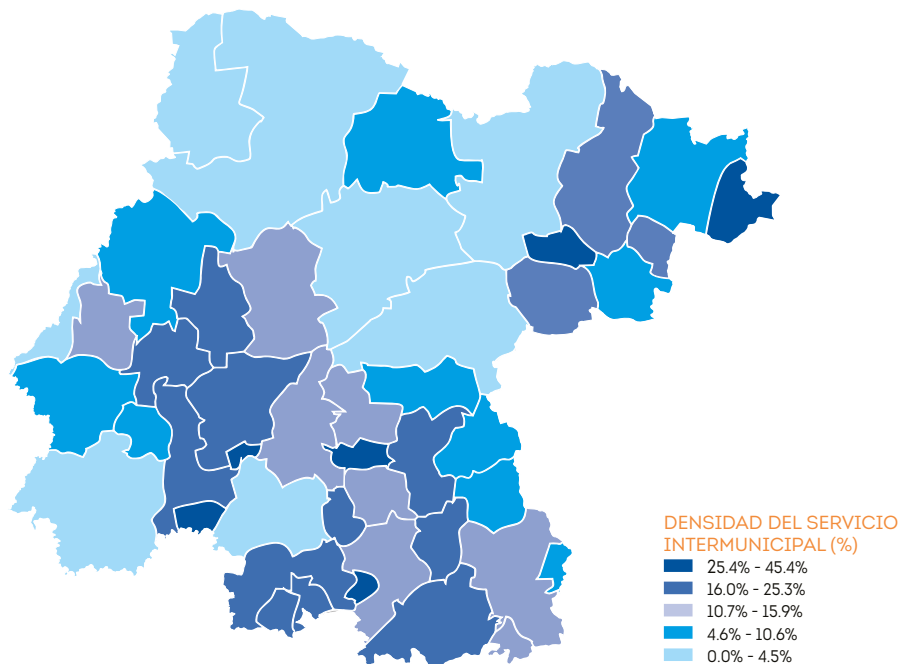 DENSIDAD DEL SERVICIO
INTERMUNICIPAL (%)
25.4% - 45.4%
16.0% - 25.3%
10.7% - 15.9%
4.6% - 10.6%
0.0% - 4.5%